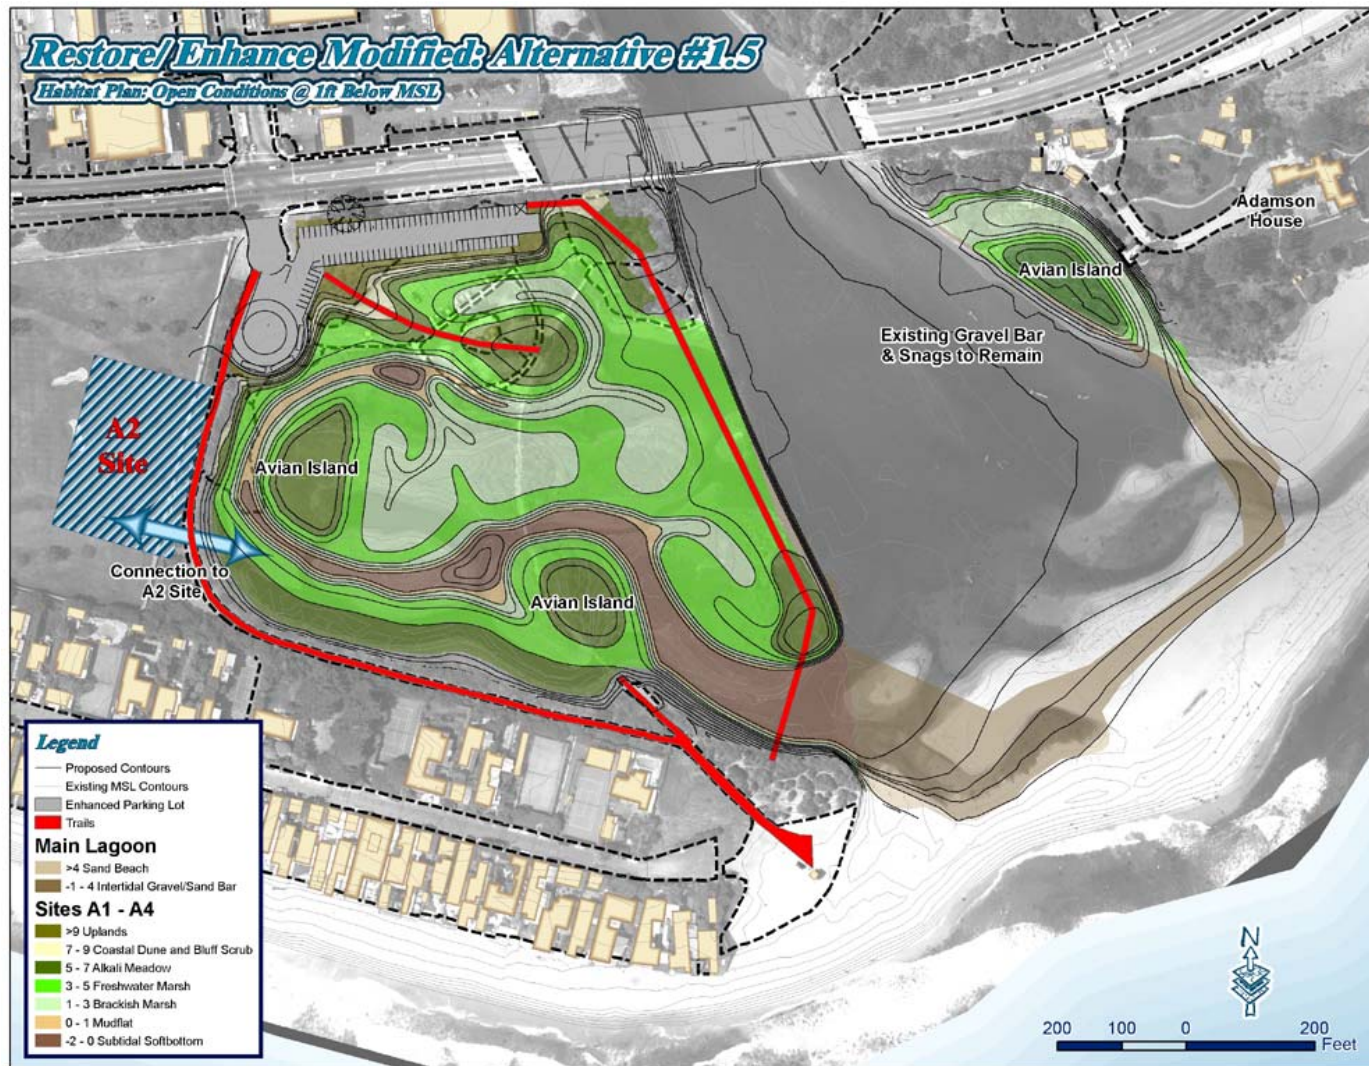 Restore/ Enhance Modified: Alternative #1.5
Habitat Plan: Open Conditions @ 1ft Below MSL
Adamson
House
Avian Island
Existing Gravel Bar
& Snags to Remain
A2
Site
Avian Island
Connection to
A2 Site
Avian Island
Legend
Proposed Contours
Existing MSL Contours
Enhanced Parking Lot
Trails
Main Lagoon
>4 Sand Beach
-1 - 4 Intertidal Gravel/Sand Bar
Sites A1 - A4
>9 Uplands
7 - 9 Coastal Dune and Bluff Scrub
5 - 7 Alkali Meadow
3 - 5 Freshwater Marsh
1 - 3 Brackish Marsh
0 - 1 Mudflat
-2 - 0 Subtidal Softbottom
N
200 100 0 200
Feet